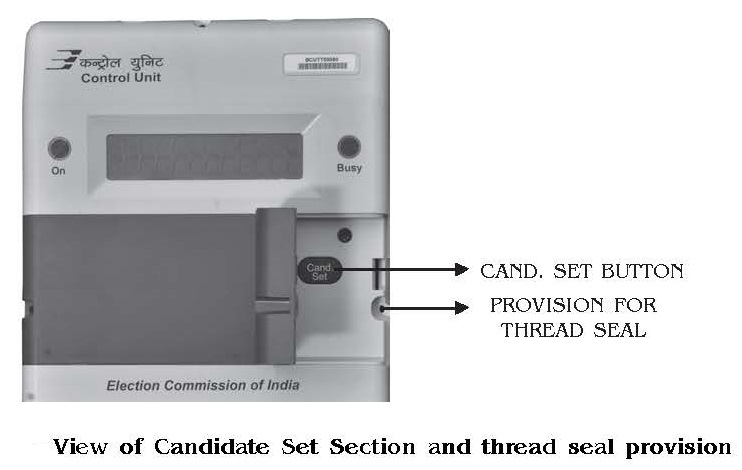 कन्ट्रोल युनिट
Control Unit
On
Busy
Cand.
Set
CAND. SET BUTTON
PROVISION FOR
THREAD SEAL
Election Commission of India
View of Candidate Set Section and thread seal provision